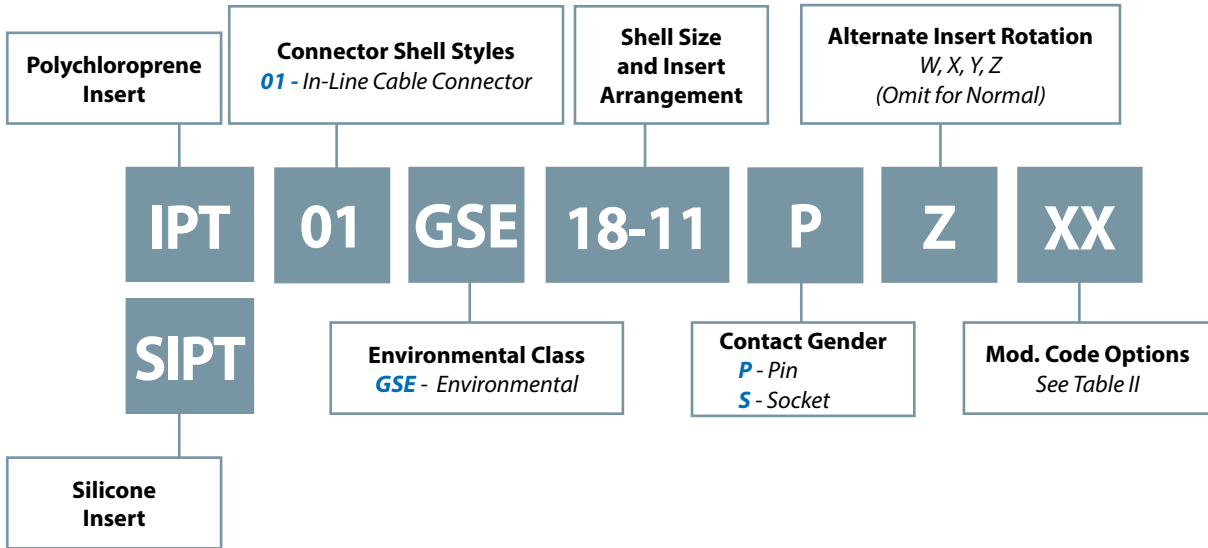 Polychloroprene
Insert
Connector Shell Styles
01 - In-Line Cable Connector
Shell Size
and Insert
Arrangement
Alternate Insert Rotation
W, X, Y, Z
(Omit for Normal)
IPT
01
GSE
18-11
P
Z
XX
SIPT
Environmental Class
GSE - Environmental
Contact Gender
P - Pin
S - Socket
Mod. Code Options
See Table II
Silicone
Insert